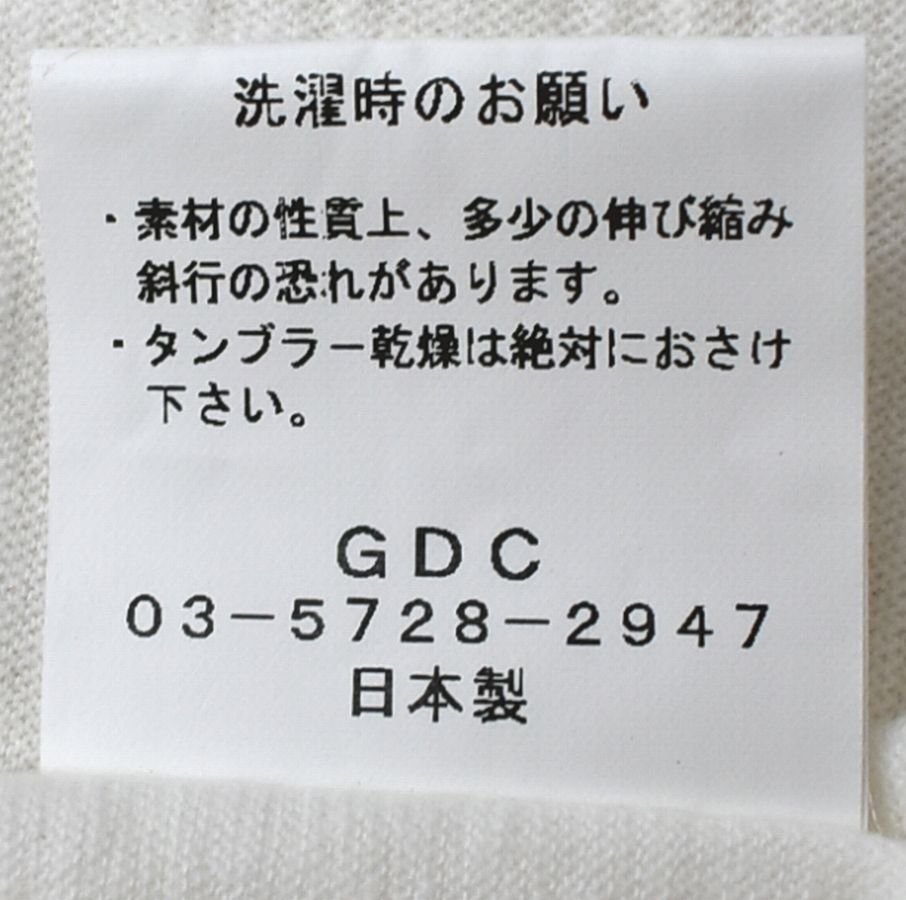 洗濯時のお願い
・素材の性質上、多少の伸び縮み
斜行の恐れがあります。
・タンブラー乾燥は絶対におさけ
下さい。
GDC
03-5728-2947
日本製